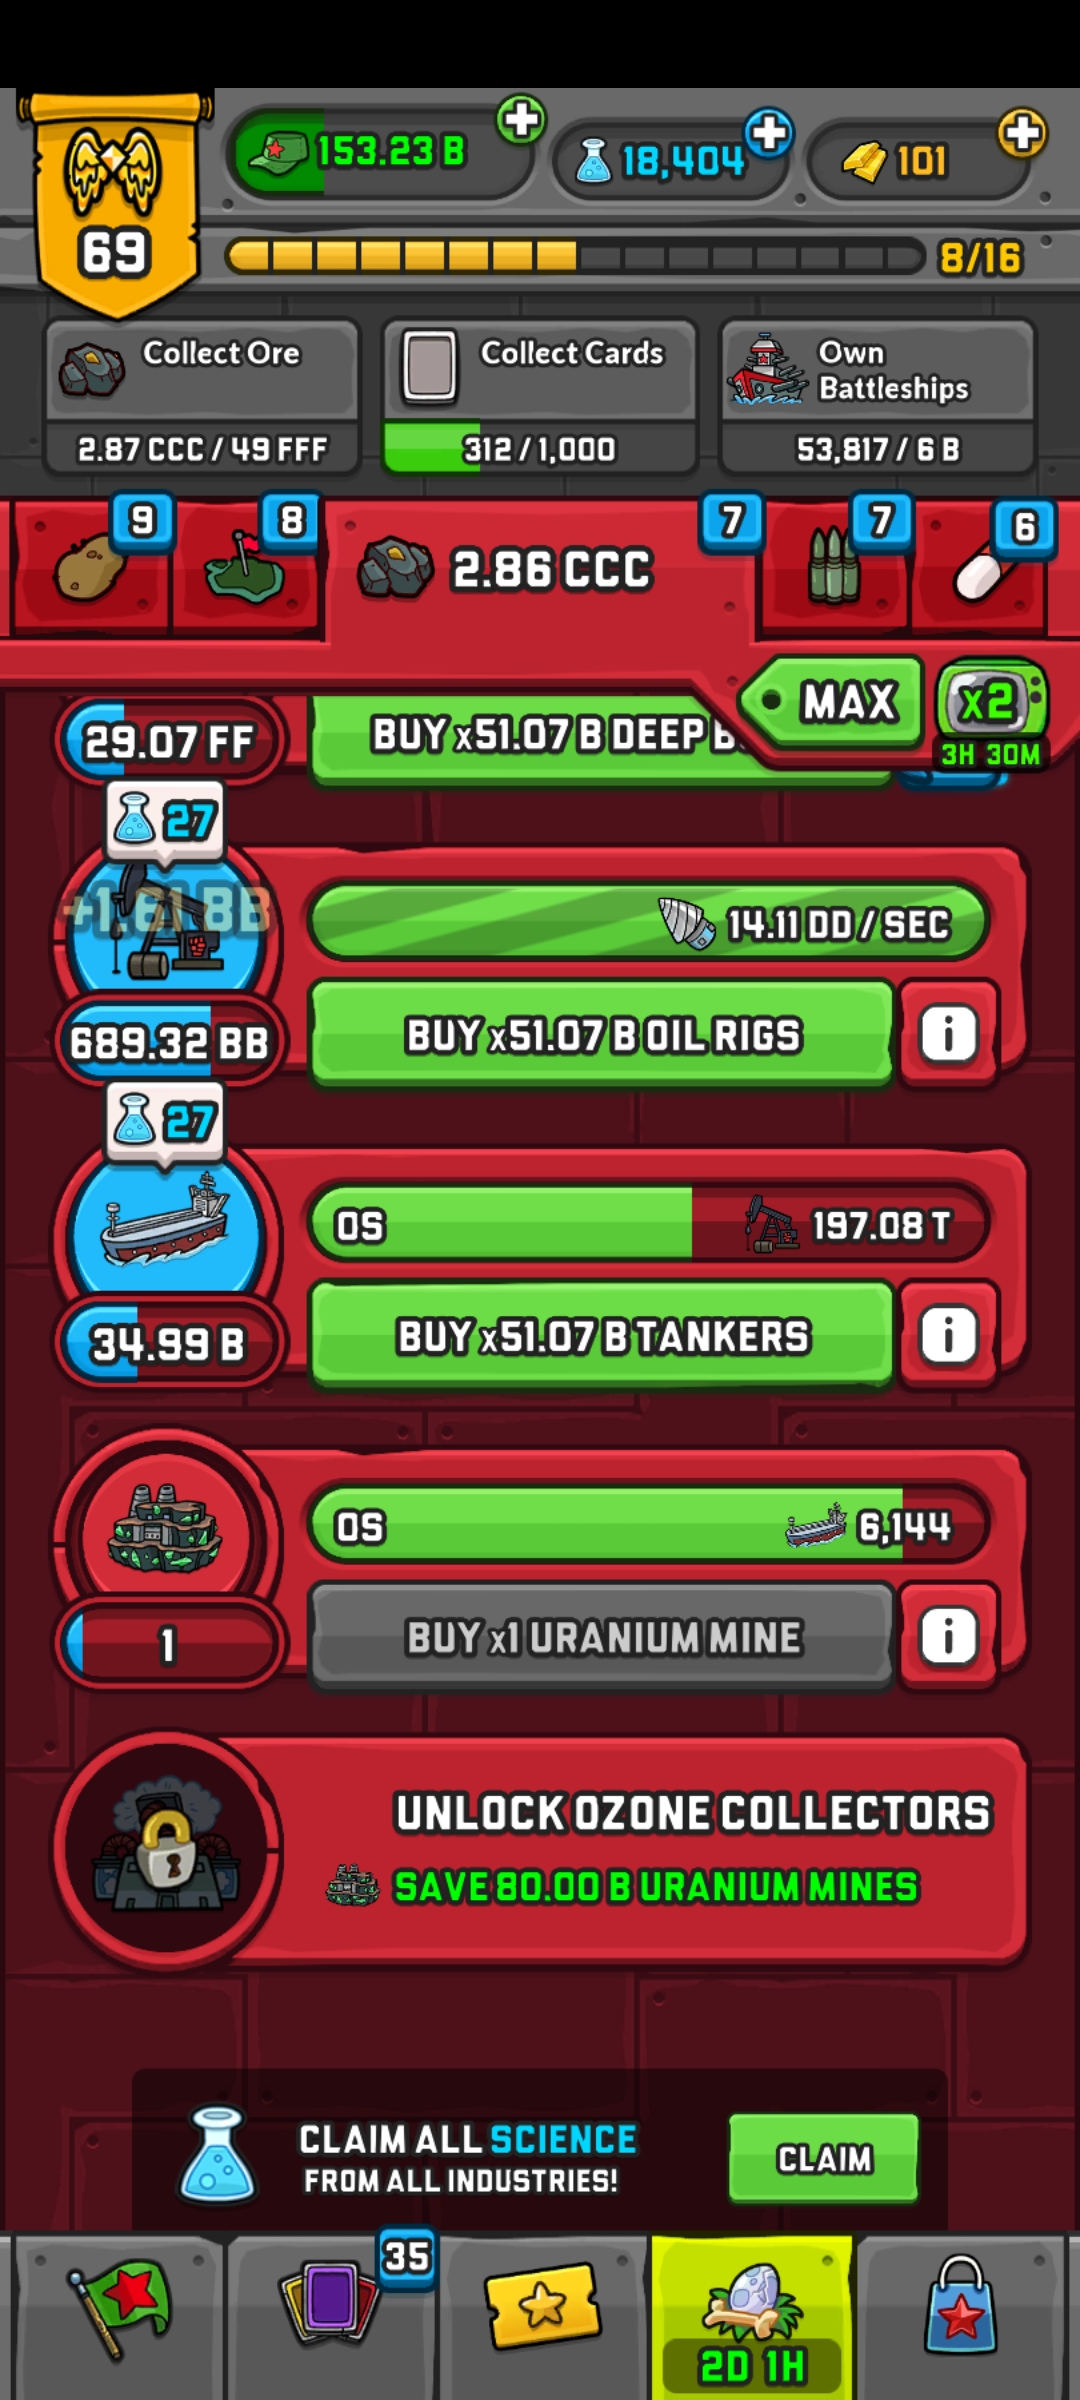 153.23 B
18,404
101
69
8/16
Collect Ore
2.87 CCC / 49 FFF
Collect Cards
312 / 1,000
Own
Battleships
53,817 / 6 B
9
8
2.86 CCC
7
7
6
MAX
x2
3H 30M
29.07 FF
BUY x51.07 B DEEP
27
+1.61 BB
14.11 DD / SEC
689.32 BB
BUY x51.07 B OIL RIGS
i
27
0S
197.08 T
34.99 B
BUY x51.07 B TANKERS
i
0S
6,144
1
BUY x1 URANIUM MINE
i
UNLOCK OZONE COLLECTORS
SAVE 80.00 B URANIUM MINES
CLAIM ALL SCIENCE
FROM ALL INDUSTRIES!
CLAIM
35
2D 1H